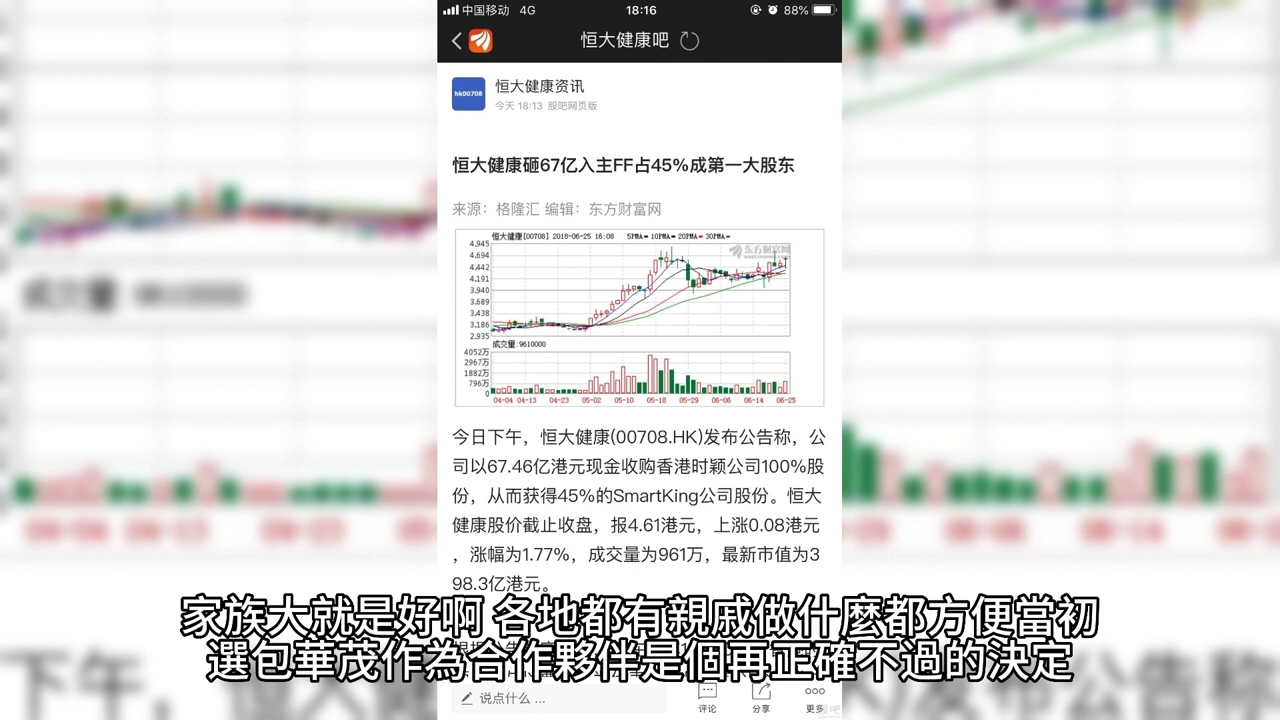 中国移动 4G 18:16 88%
恒大健康吧
hk00708
恒大健康资讯
今天 18:13 股吧网页版
恒大健康砸67亿入主FF占45%成第一大股东
来源：格隆汇 编辑：东方财富网
恒大健康[00708] 2018-06-25 16:08 5PMA 10PMA 20PMA 30PMA
东方财富网
4.945
4.694
4.442
4.191
3.940
3.689
3.438
3.186
2.935
成交量:9610000
4052万
2967万
1882万
796万
0
04-04 04-13 04-23 05-02 05-10 05-18 05-29 06-06 06-14 06-25
今日下午，恒大健康(00708.HK)发布公告称，公
司以67.46亿港元现金收购香港时颖公司100%股
份，从而获得45%的SmartKing公司股份。恒大
健康股价截止收盘，报4.61港元，上涨0.08港元
，涨幅为1.77%，成交量为961万，最新市值为3
98.3亿港元。
家族大就是好啊 各地都有親戚做什麼都方便當初
選包華茂作為合作夥伴是個再正確不過的決定
说点什么 ...
评论 分享 更多